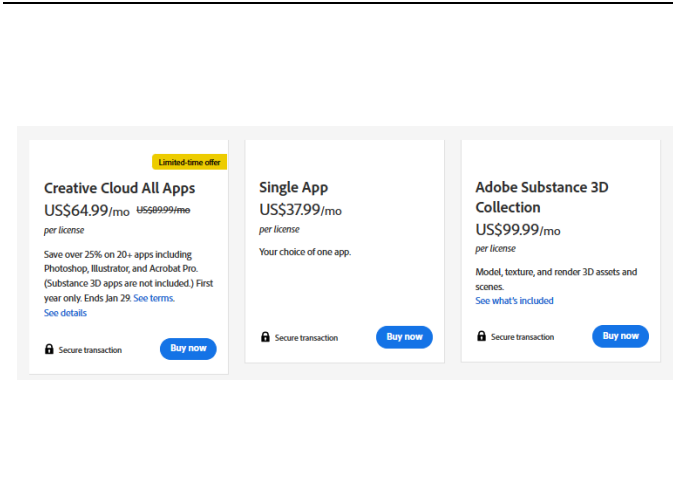 Limited-time offer
Creative Cloud All Apps
US$64.99/mo US$89.99/mo
per license
Save over 25% on 20+ apps including
Photoshop, Illustrator, and Acrobat Pro.
(Substance 3D apps are not included.) First
year only. Ends Jan 29. See terms.
See details
Secure transaction
Buy now
Single App
US$37.99/mo
per license
Your choice of one app.
Secure transaction
Buy now
Adobe Substance 3D
Collection
US$99.99/mo
per license
Model, texture, and render 3D assets and
scenes.
See what's included
Secure transaction
Buy now